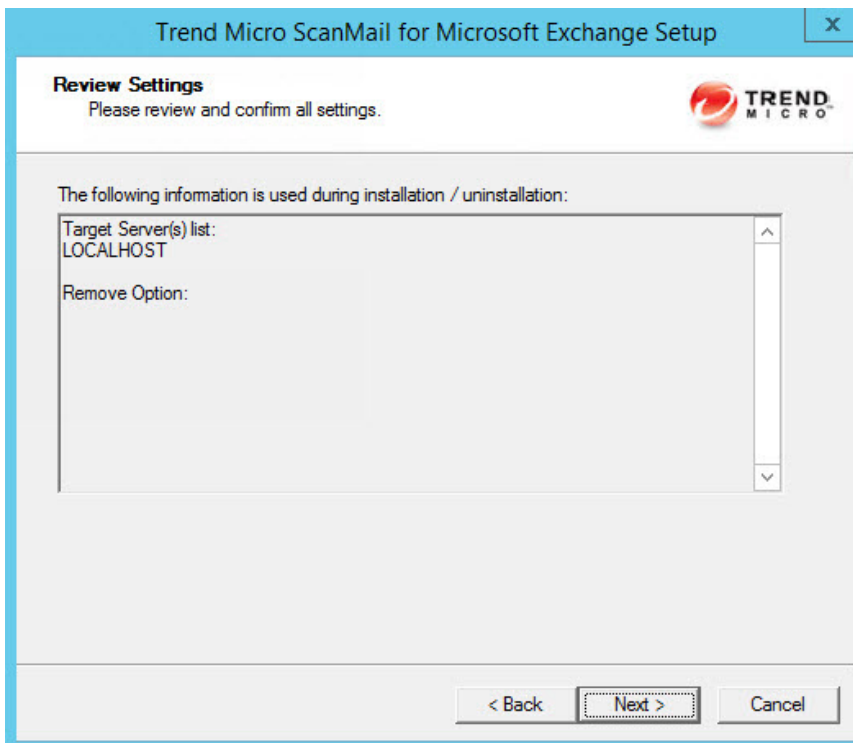 Trend Micro ScanMail for Microsoft Exchange Setup
x
Review Settings
Please review and confirm all settings.
TREND
MICRO
The following information is used during installation / uninstallation:
Target Server(s) list:
LOCALHOST
Remove Option:
< Back Next > Cancel